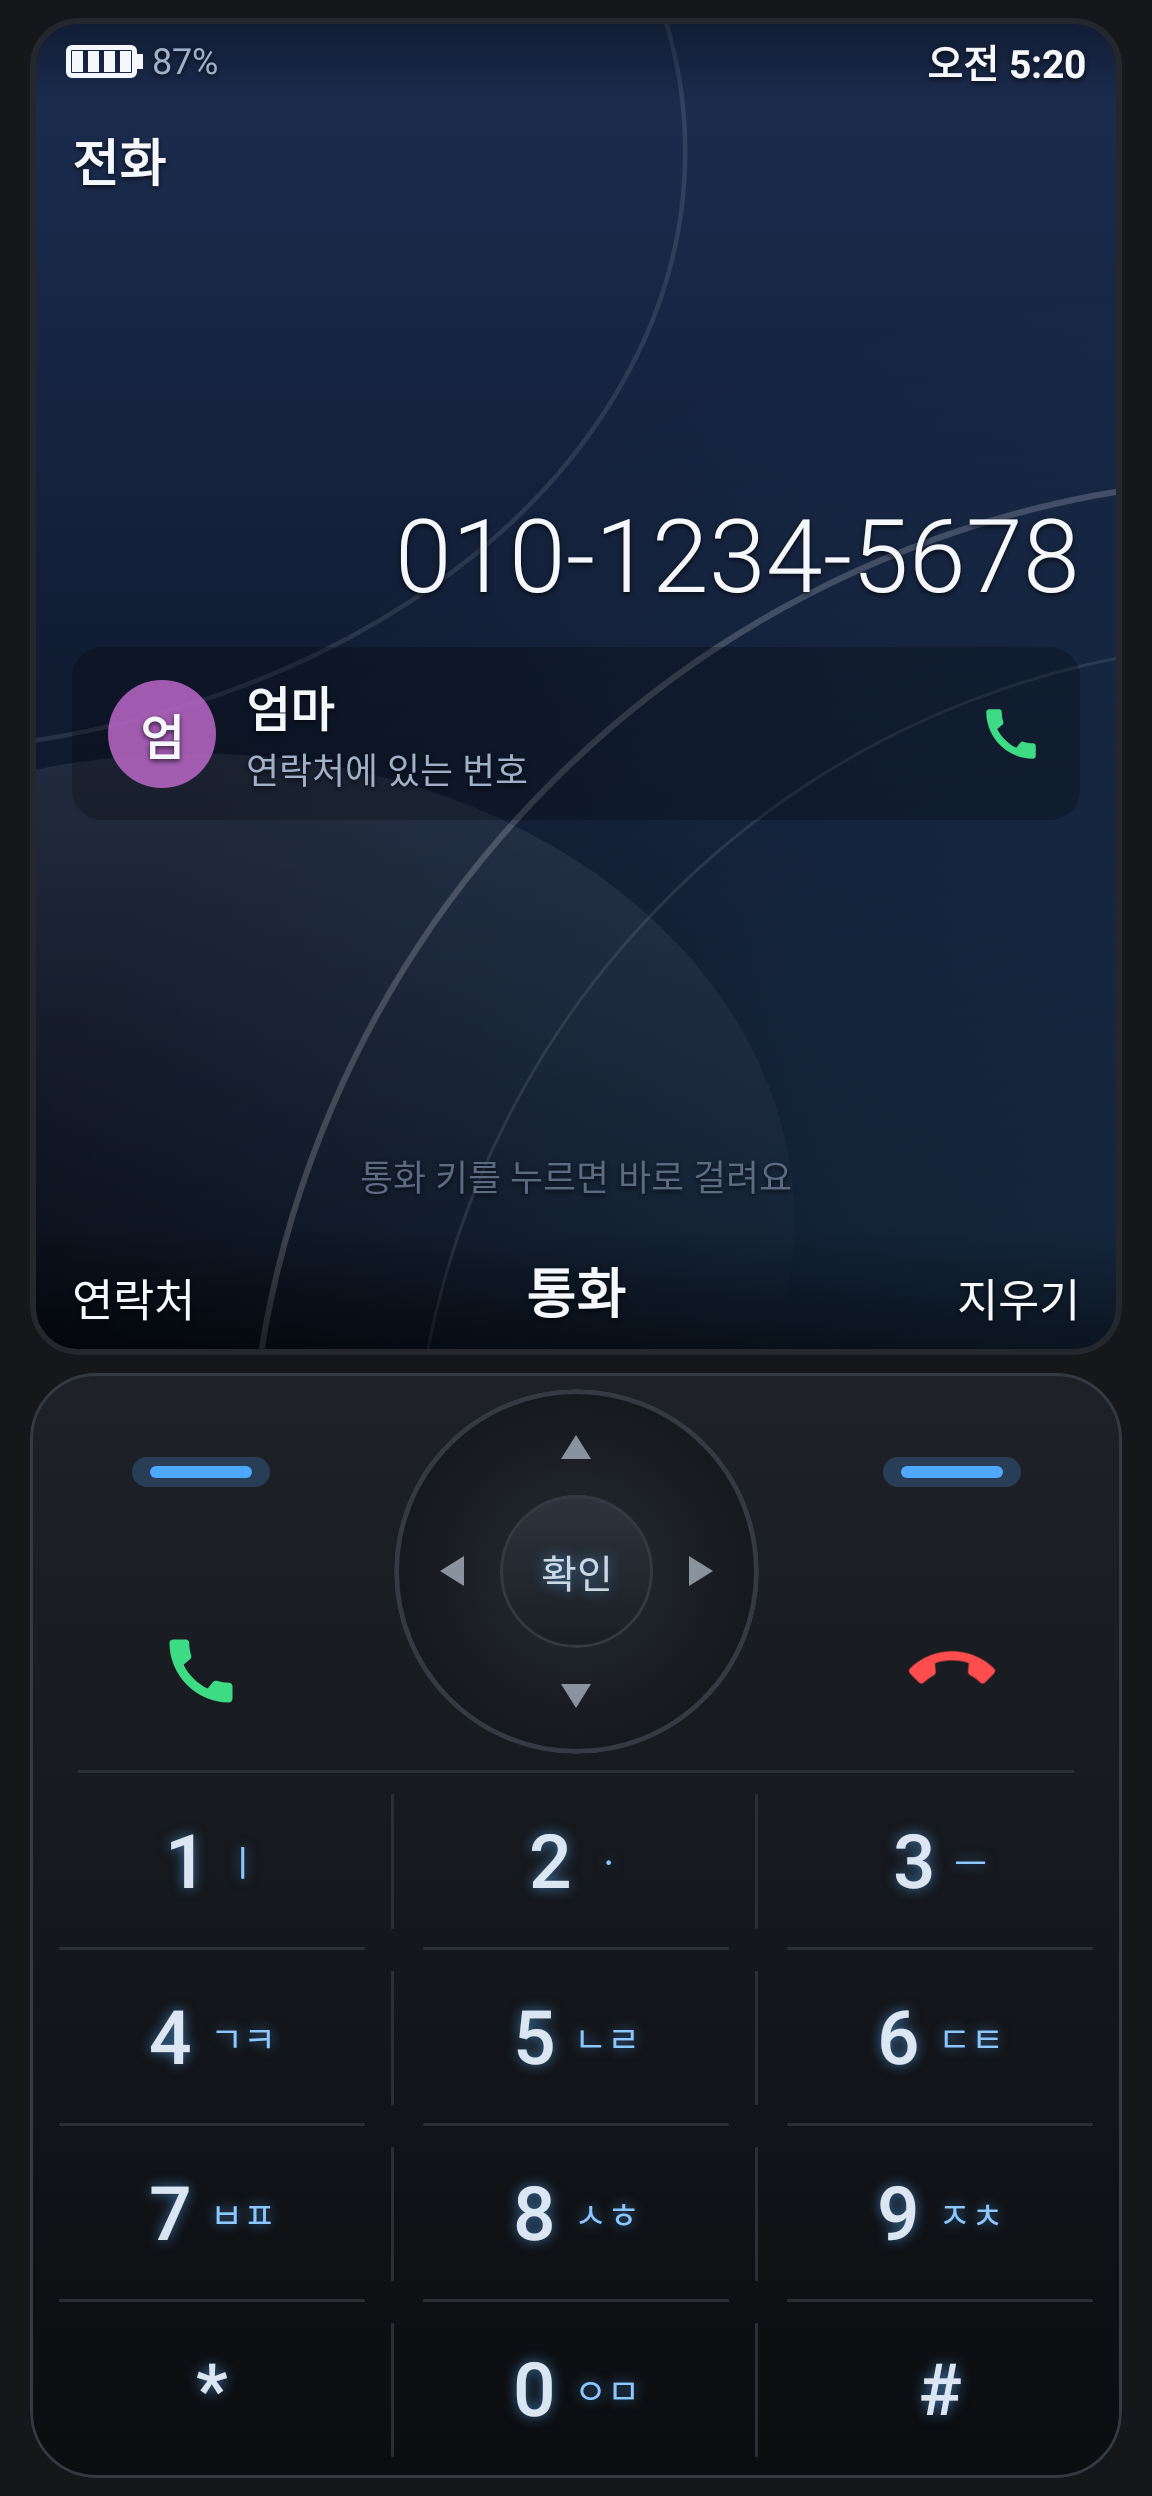 87% 오전 5:20
전화
010-1234-5678
엄 엄마
연락처에 있는 번호
통화 키를 누르면 바로 걸려요
연락처 통화 지우기
확인
1 ㅣ 2 · 3 ㅡ
4 ㄱㅋ 5 ㄴㄹ 6 ㄷㅌ
7 ㅂㅍ 8 ㅅㅎ 9 ㅈㅊ
* 0 ㅇㅁ #